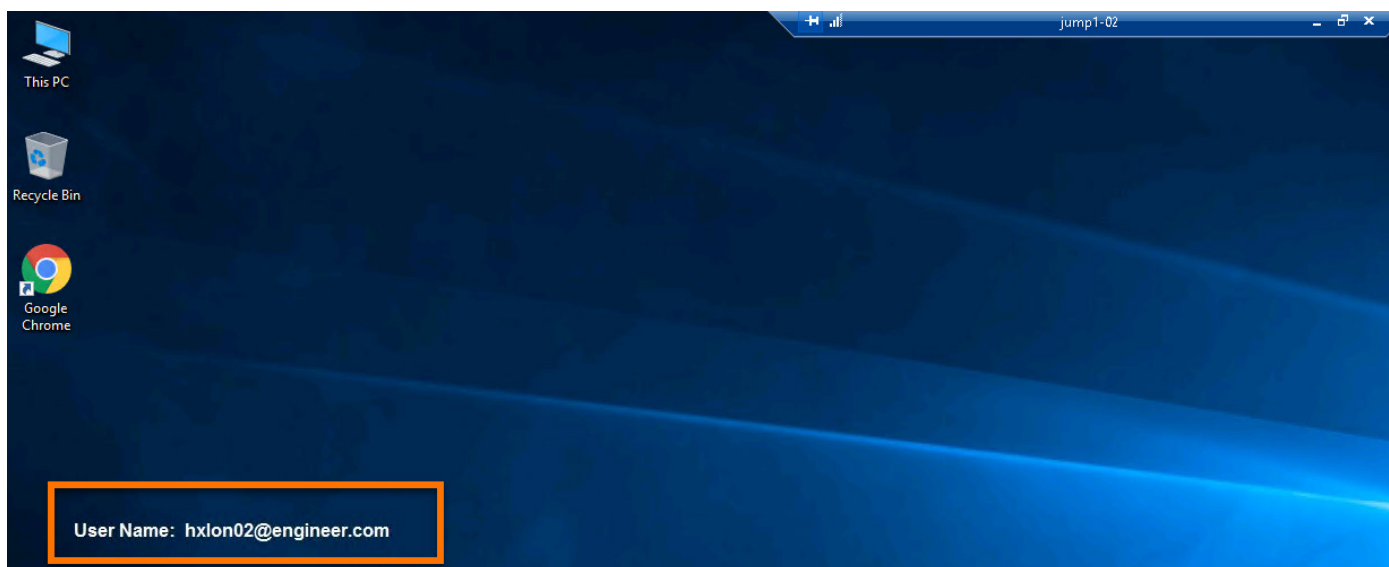 jump1-02
This PC
Recycle Bin
Google
Chrome
User Name: hxlon02@engineer.com